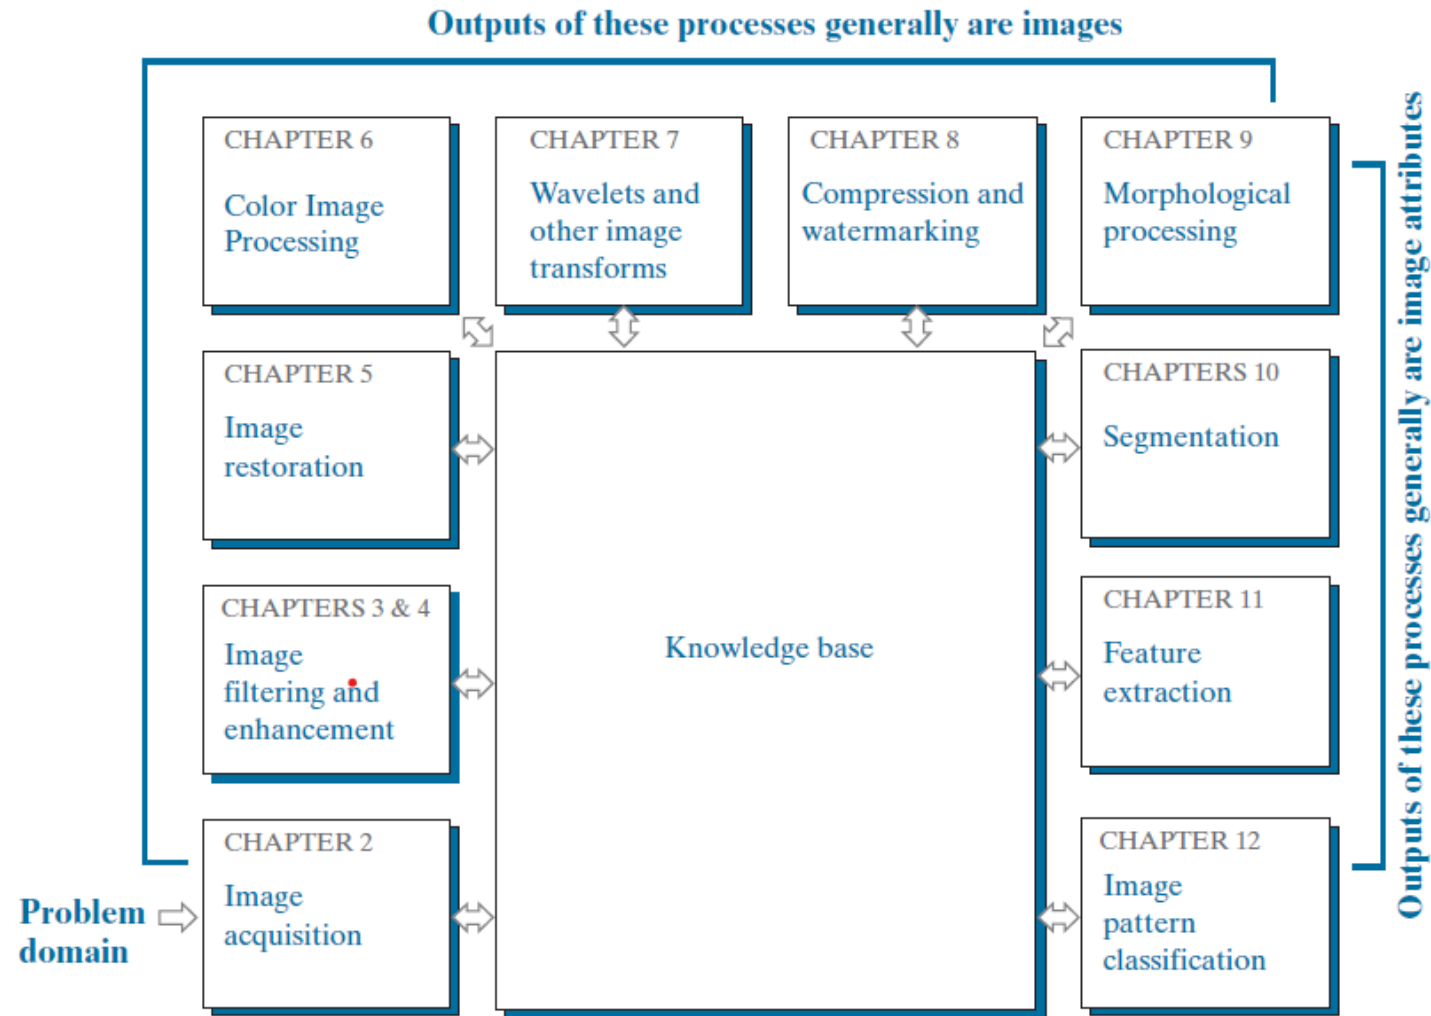 Outputs of these processes generally are images
CHAPTER 6
Color Image
Processing
CHAPTER 7
Wavelets and
other image
transforms
CHAPTER 8
Compression and
watermarking
CHAPTER 9
Morphological
processing
CHAPTER 5
Image
restoration
CHAPTERS 10
Segmentation
CHAPTERS 3 & 4
Image
filtering and
enhancement
Knowledge base
CHAPTER 11
Feature
extraction
CHAPTER 2
Image
acquisition
CHAPTER 12
Image
pattern
classification
Problem
domain
Outputs of these processes generally are image attributes